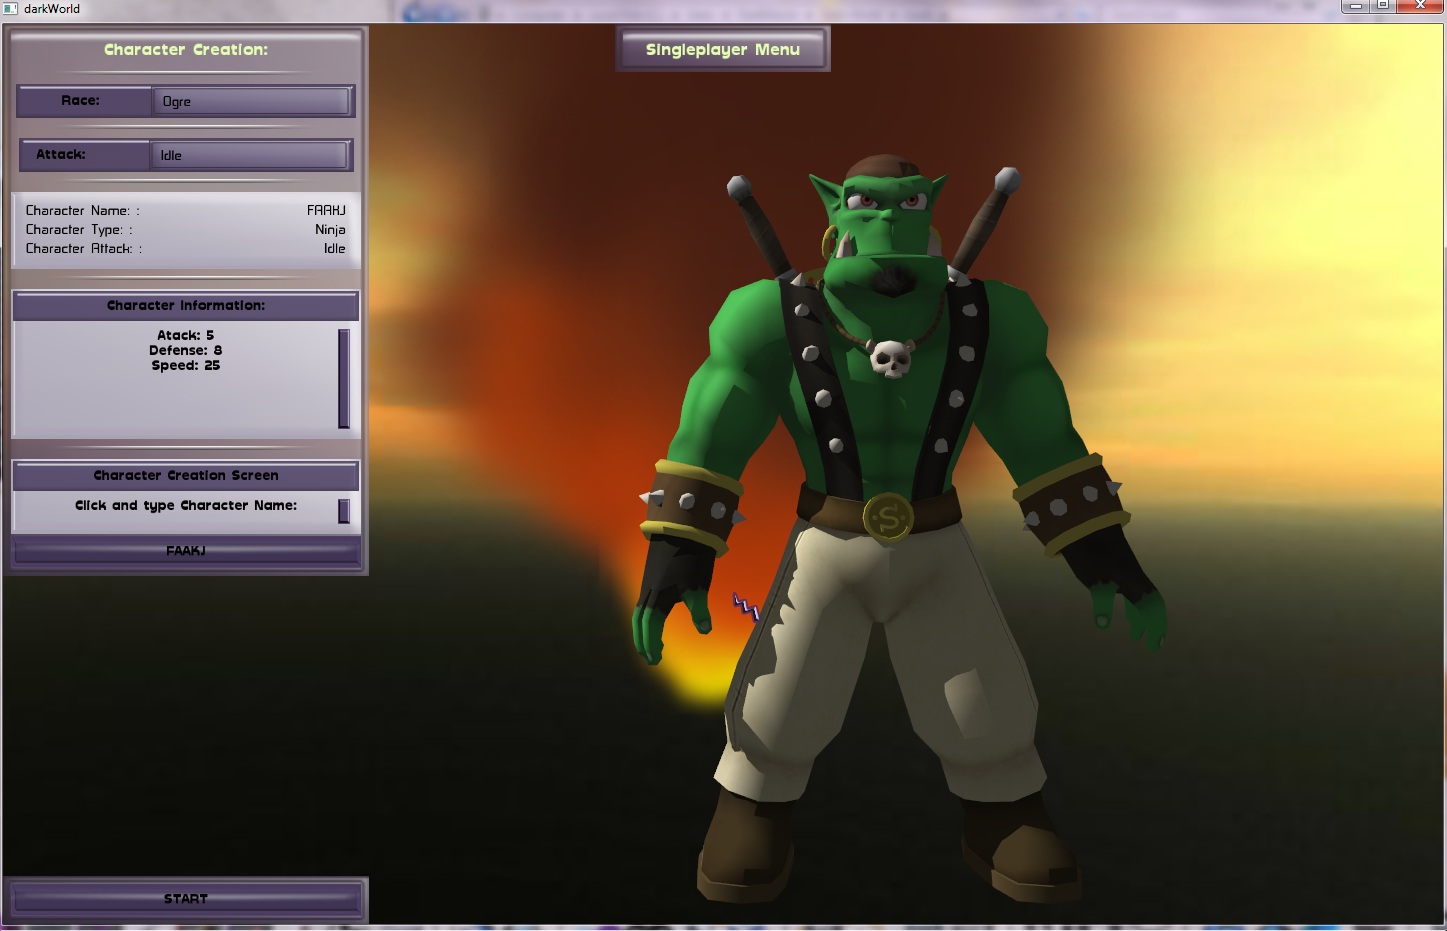 darkWorld
Character Creation:
Singleplayer Menu
Race: Ogre
Attack: Idle
Character Name: : FAAKJ
Character Type: : Ninja
Character Attack: : Idle
Character Information:
Atack: 5
Defense: 8
Speed: 25
Character Creation Screen
Click and type Character Name:
FAAKJ
START
S